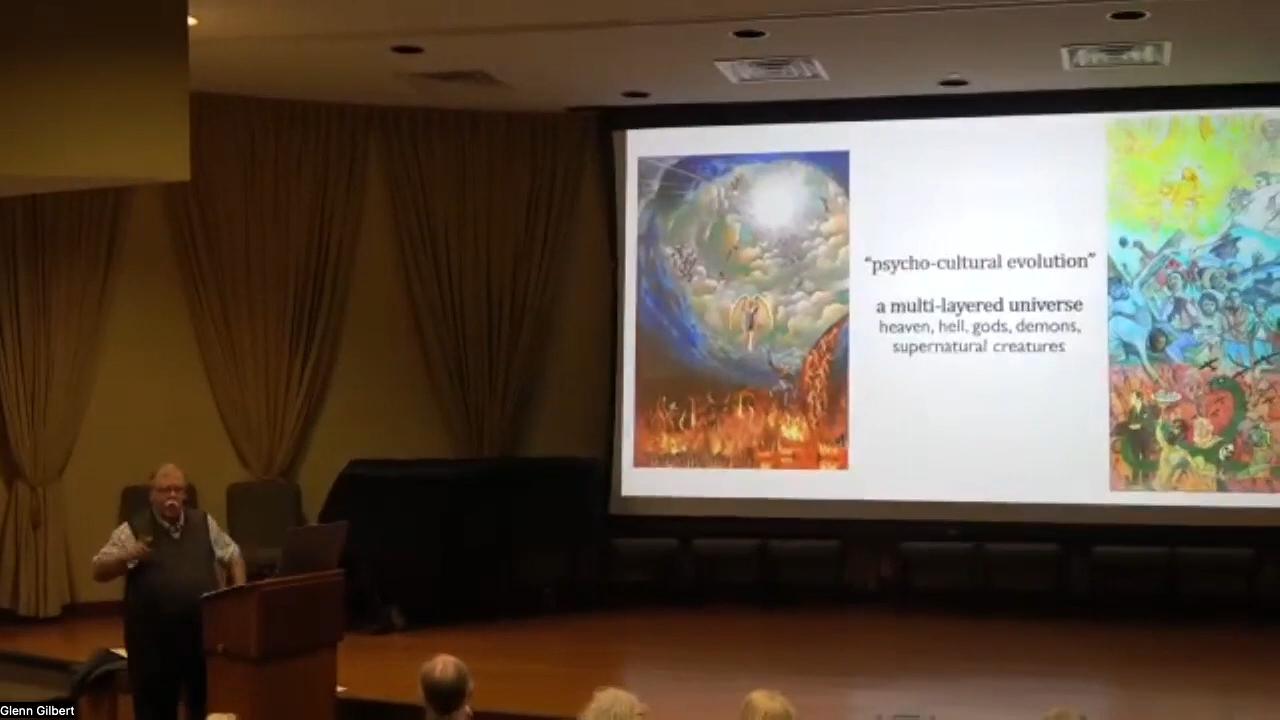 “psycho-cultural evolution”
a multi-layered universe
heaven, hell, gods, demons,
supernatural creatures
Glenn Gilbert